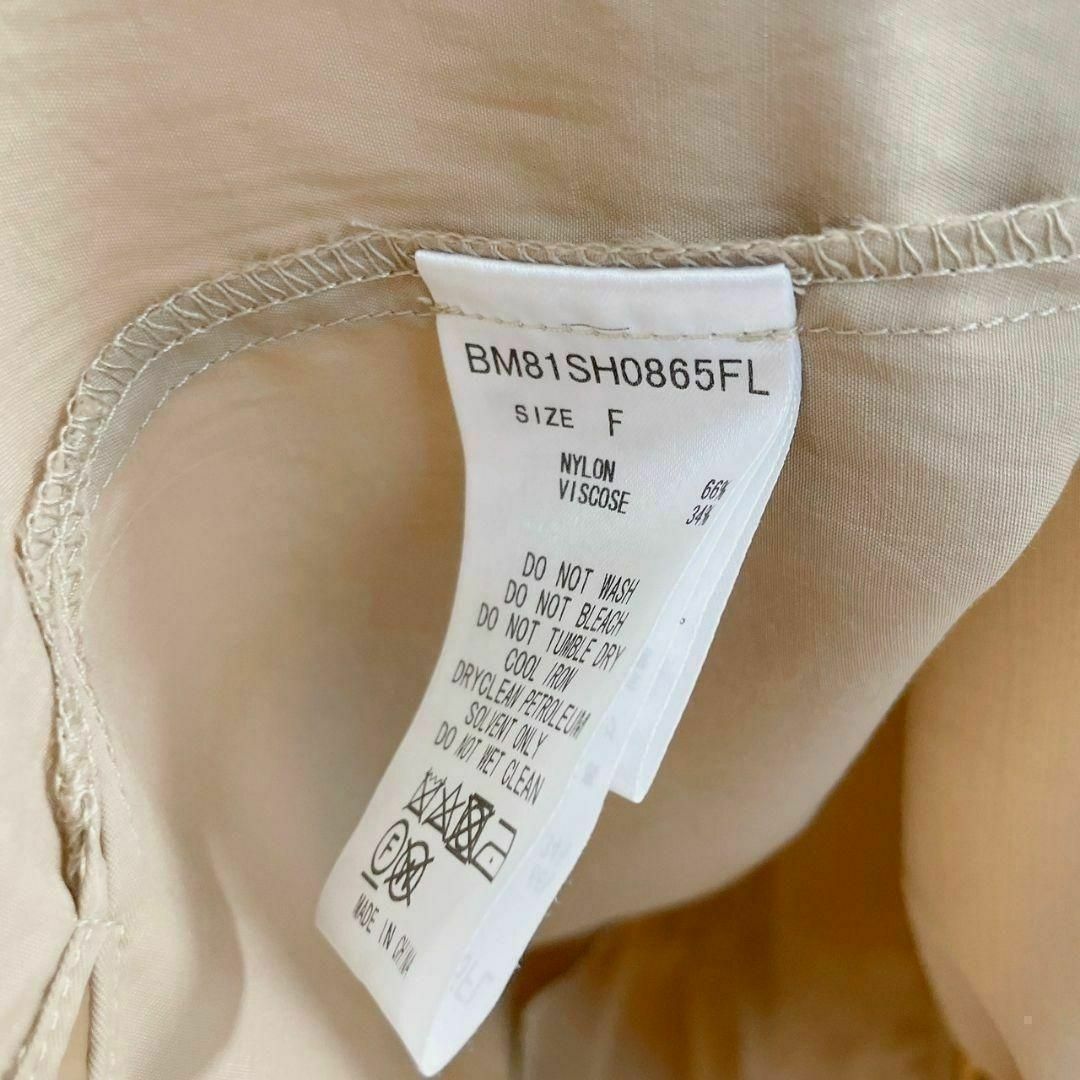 BM81SH0865FL
SIZE F
NYLON 66%
VISCOSE 34%
DO NOT WASH
DO NOT BLEACH
DO NOT TUMBLE DRY
COOL IRON
DRYCLEAN PETROLEUM
SOLVENT ONLY
DO NOT WET CLEAN
F
MADE IN CHINA